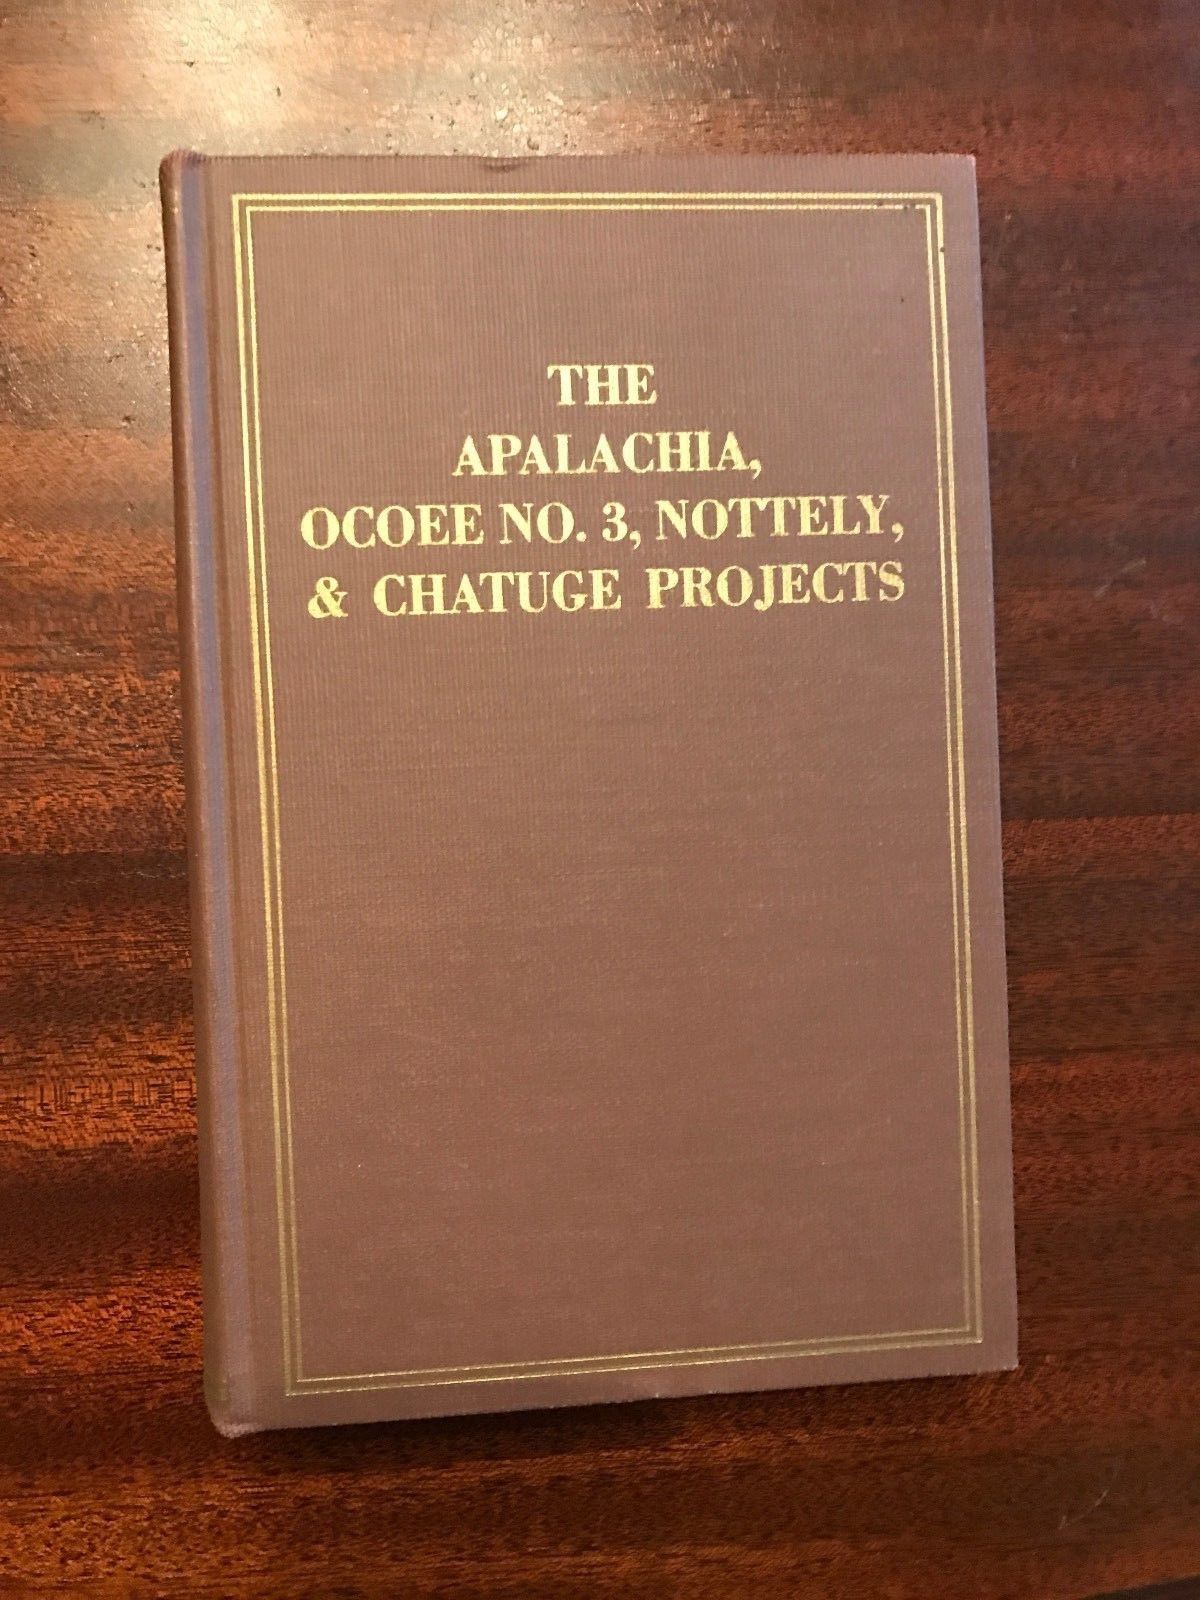 THE
APALACHIA,
OCOEE NO. 3, NOTTELY,
& CHATUGE PROJECTS